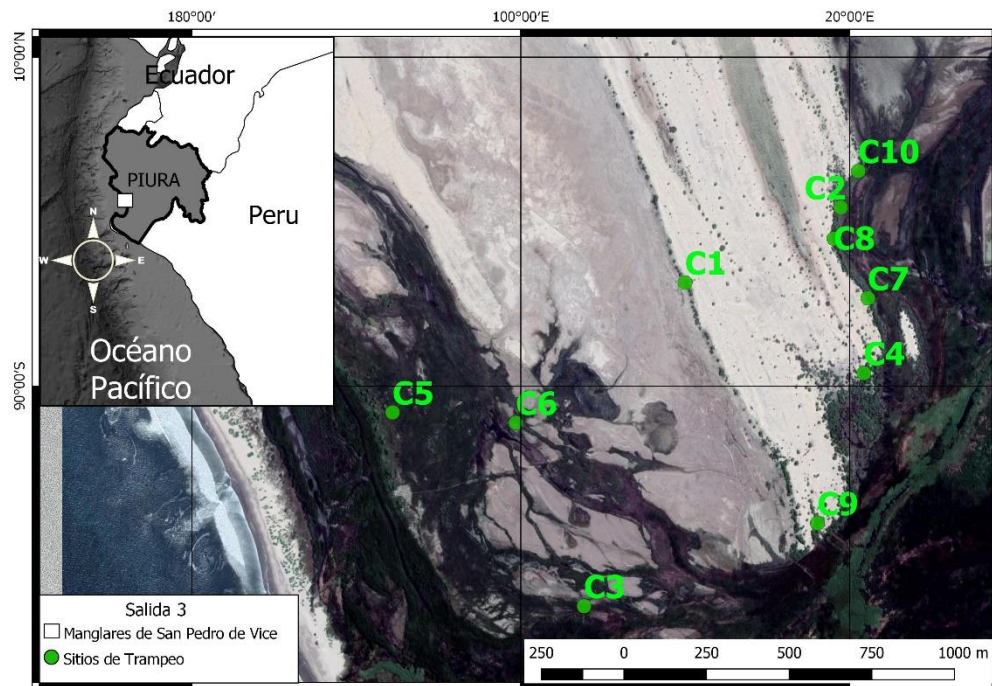 180°00'
100°00'E
20°00'E
10°00'N
90°00'S
Ecuador
PIURA
Peru
N
W
E
S
Océano
Pacífico
C10
C2
C8
C1
C7
C4
C5
C6
C9
C3
Salida 3
Manglares de San Pedro de Vice
Sitios de Trampeo
250 0 250 500 750 1000 m